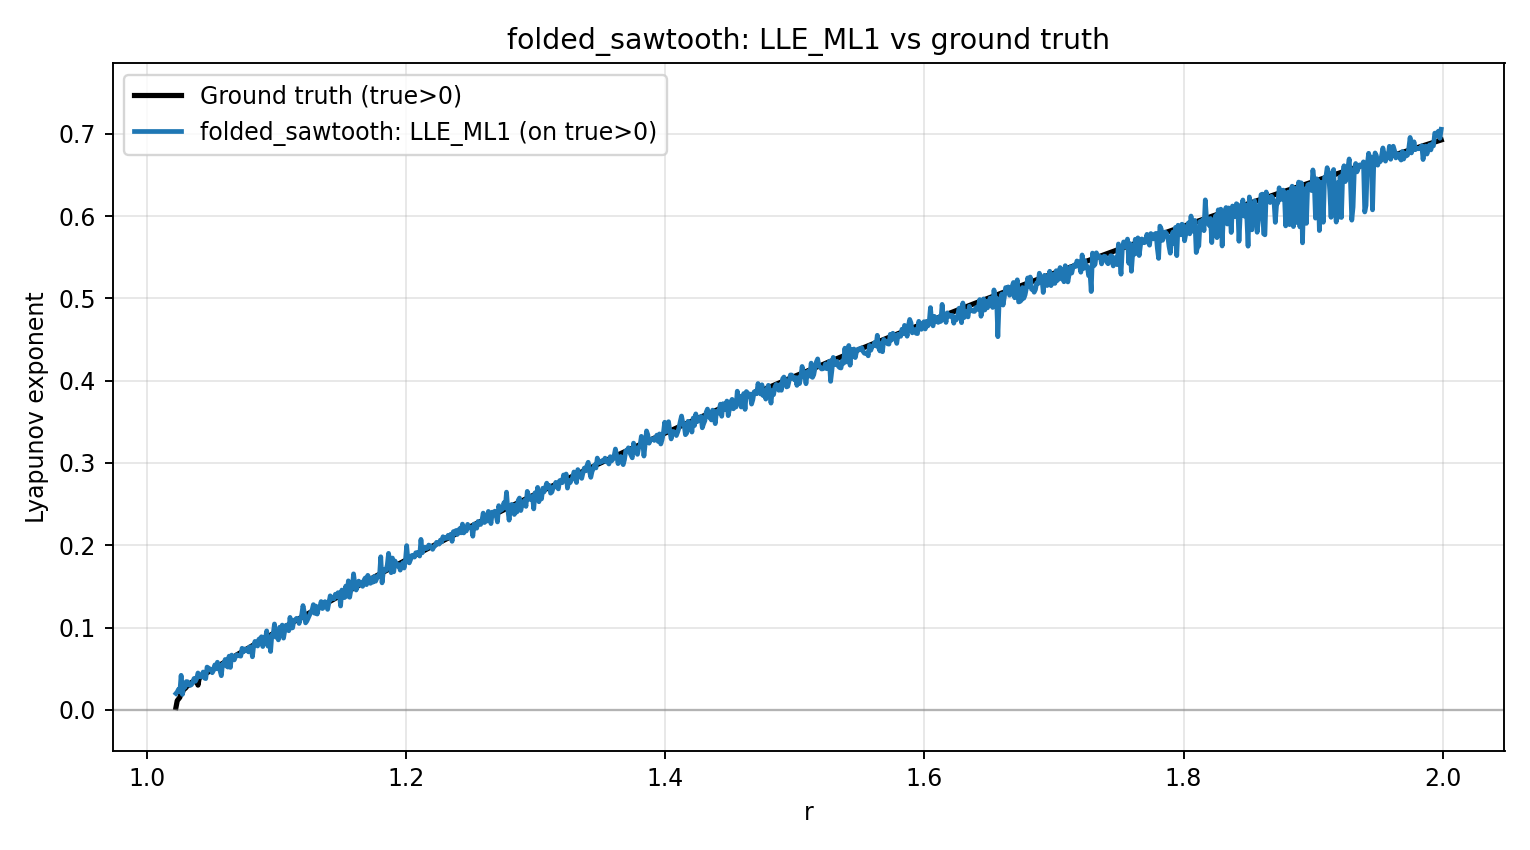 folded_sawtooth: LLE_ML1 vs ground truth
Ground truth (true>0)
folded_sawtooth: LLE_ML1 (on true>0)
Lyapunov exponent
0.7
0.6
0.5
0.4
0.3
0.2
0.1
0.0
1.0 1.2 1.4 1.6 1.8 2.0
r